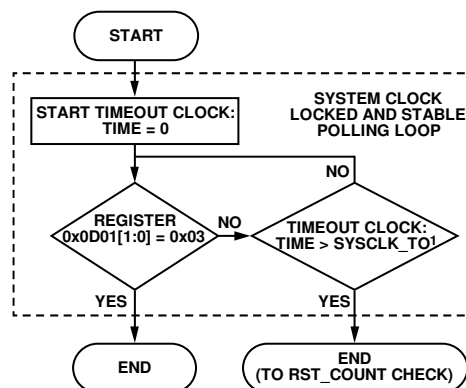 START
START TIMEOUT CLOCK:
TIME = 0
SYSTEM CLOCK
LOCKED AND STABLE
POLLING LOOP
NO
REGISTER
0x0D01[1:0] = 0x03
NO
TIMEOUT CLOCK:
TIME > SYSCLK_TO¹
YES
YES
END
END
(TO RST_COUNT CHECK)